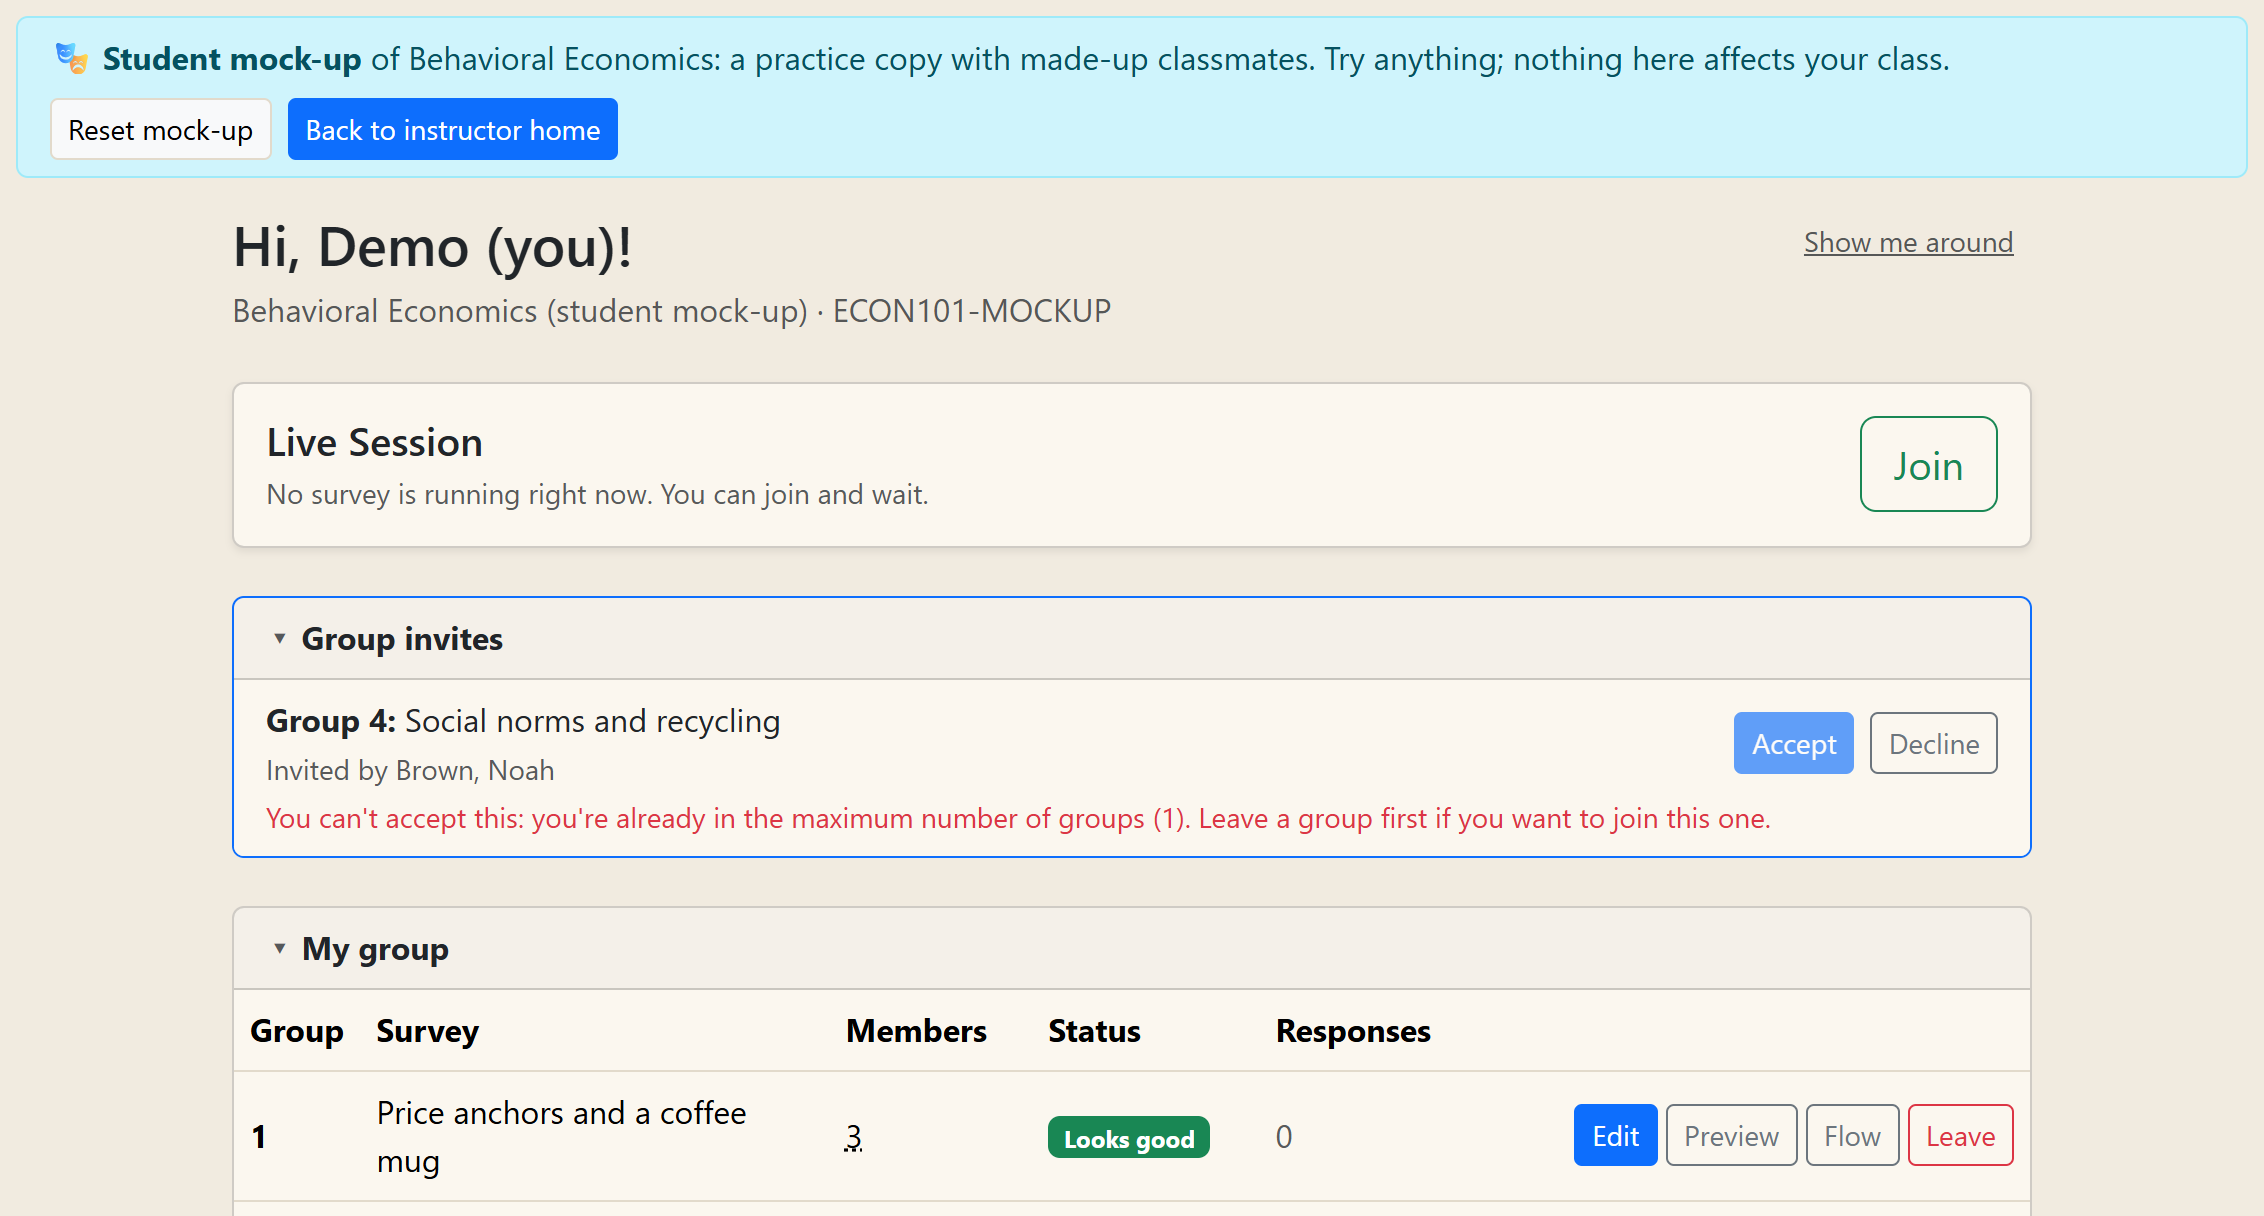 Student mock-up of Behavioral Economics: a practice copy with made-up classmates. Try anything; nothing here affects your class.
Reset mock-up
Back to instructor home
Hi, Demo (you)!
Show me around
Behavioral Economics (student mock-up) · ECON101-MOCKUP
Live Session
No survey is running right now. You can join and wait.
Join
Group invites
Group 4: Social norms and recycling
Invited by Brown, Noah
Accept
Decline
You can't accept this: you're already in the maximum number of groups (1). Leave a group first if you want to join this one.
My group
Group Survey Members Status Responses
1 Price anchors and a coffee mug 3 Looks good 0 Edit Preview Flow Leave